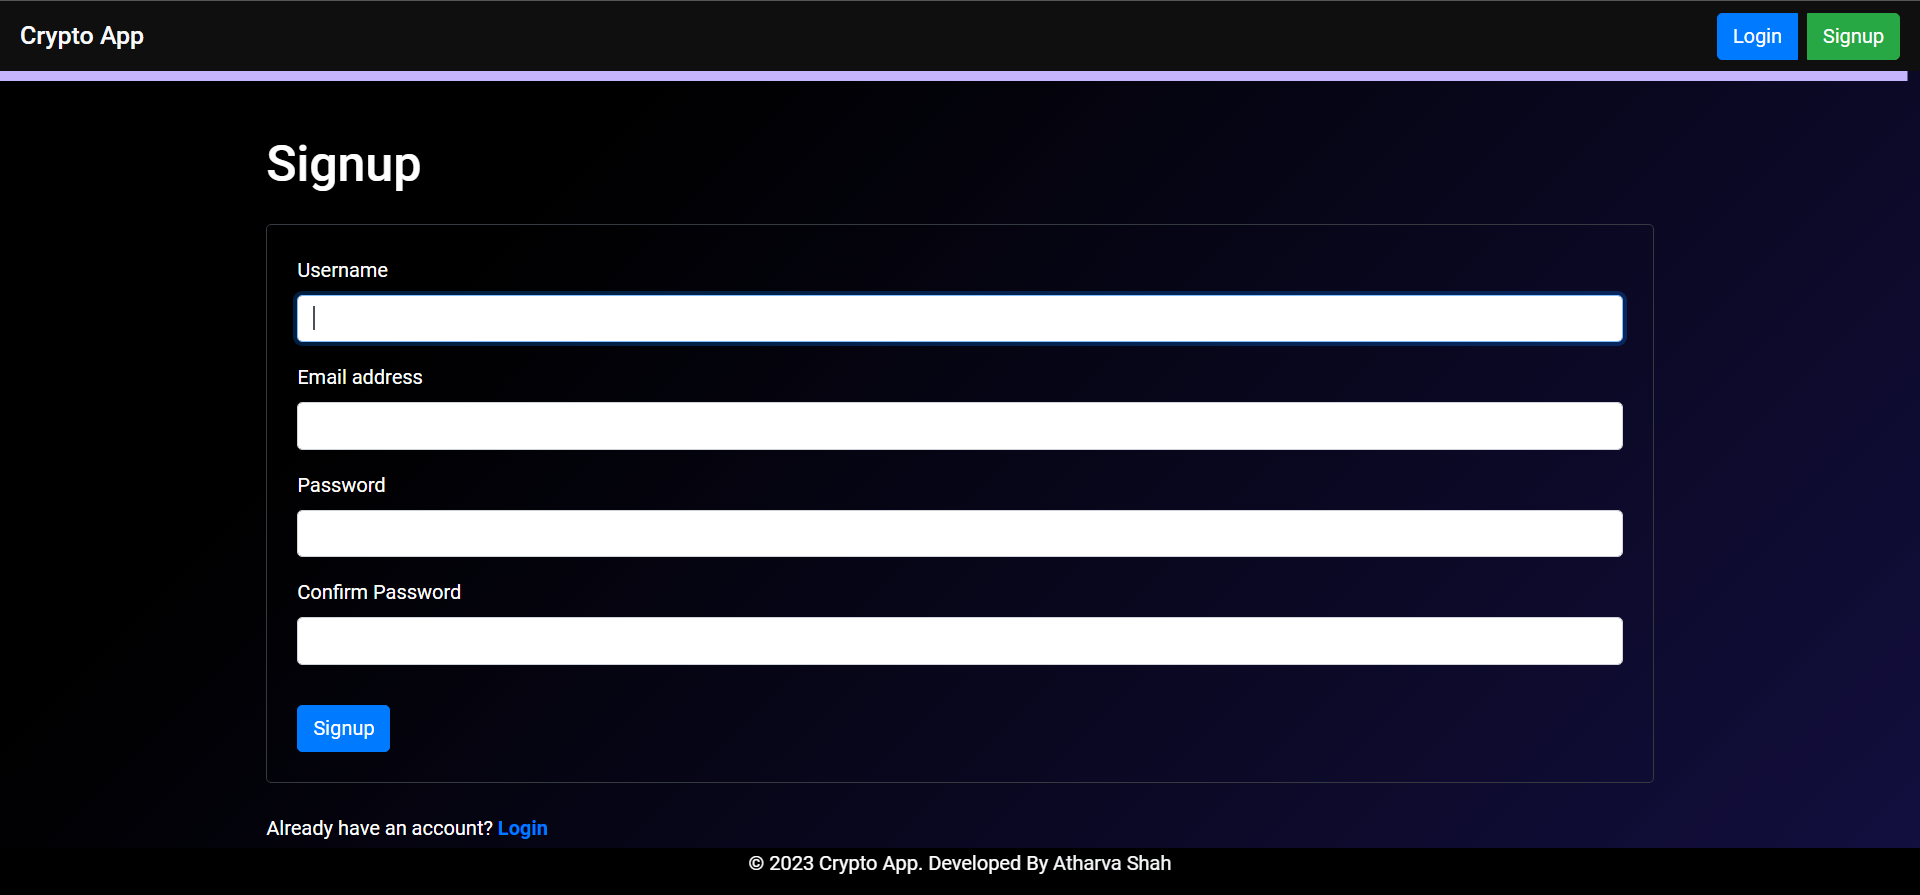 Crypto App Login Signup
Signup
Username
Email address
Password
Confirm Password
Signup
Already have an account? Login
© 2023 Crypto App. Developed By Atharva Shah